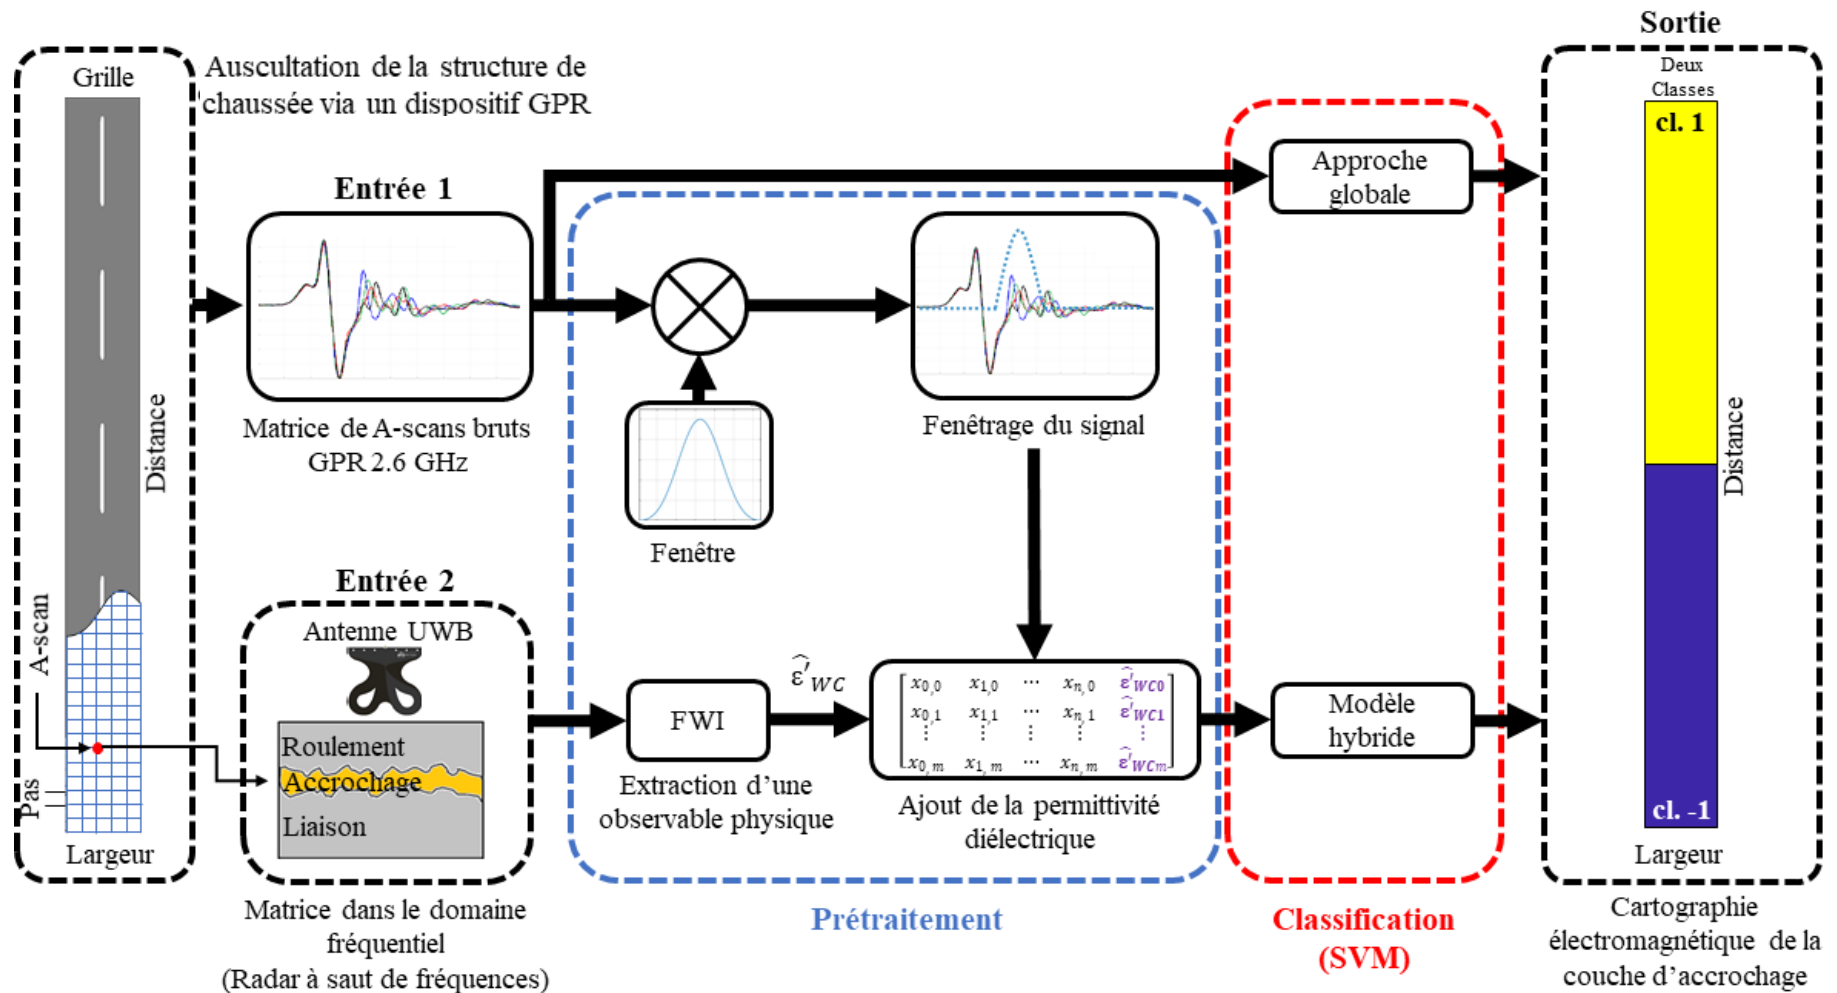 Grille
Distance
A-scan
Pas
Largeur
Auscultation de la structure de
chaussée via un dispositif GPR
Entrée 1
Matrice de A-scans bruts
GPR 2.6 GHz
Entrée 2
Antenne UWB
Roulement
Accrochage
Liaison
Matrice dans le domaine
fréquentiel
(Radar à saut de fréquences)
Fenêtre
Fenêtrage du signal
FWI
Extraction d'une
observable physique
ε̂'WC
x0,0 x1,0 ⋯ xn,0 ε̂'WC0
x0,1 x1,1 ⋯ xn,1 ε̂'WC1
⋮ ⋮ ⋮ ⋮ ⋮
x0,m x1,m ⋯ xn,m ε̂'WCm
Ajout de la permittivité
diélectrique
Prétraitement
Approche
globale
Modèle
hybride
Classification
(SVM)
Sortie
Deux
Classes
cl. 1
Distance
cl. -1
Largeur
Cartographie
électromagnétique de la
couche d'accrochage